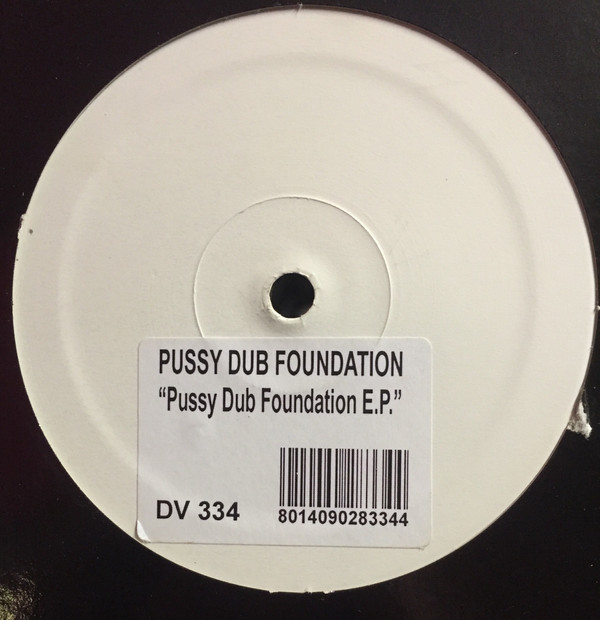 PUSSY DUB FOUNDATION
“Pussy Dub Foundation E.P.”
DV 334
8014090283344